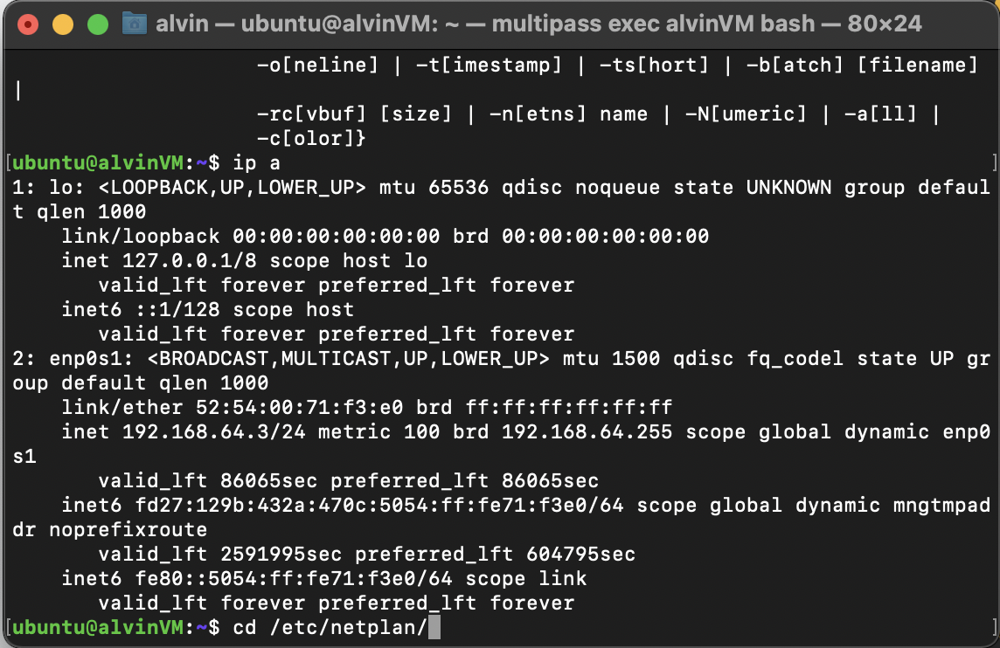 alvin — ubuntu@alvinVM: ~ — multipass exec alvinVM bash — 80×24
-o[neline] | -t[imestamp] | -ts[hort] | -b[atch] [filename]
|
-rc[vbuf] [size] | -n[etns] name | -N[umeric] | -a[ll] |
-c[olor]}
[ubuntu@alvinVM:~$ ip a ]
1: lo: <LOOPBACK,UP,LOWER_UP> mtu 65536 qdisc noqueue state UNKNOWN group defaul
t qlen 1000
link/loopback 00:00:00:00:00:00 brd 00:00:00:00:00:00
inet 127.0.0.1/8 scope host lo
valid_lft forever preferred_lft forever
inet6 ::1/128 scope host
valid_lft forever preferred_lft forever
2: enp0s1: <BROADCAST,MULTICAST,UP,LOWER_UP> mtu 1500 qdisc fq_codel state UP gr
oup default qlen 1000
link/ether 52:54:00:71:f3:e0 brd ff:ff:ff:ff:ff:ff
inet 192.168.64.3/24 metric 100 brd 192.168.64.255 scope global dynamic enp0
s1
valid_lft 86065sec preferred_lft 86065sec
inet6 fd27:129b:432a:470c:5054:ff:fe71:f3e0/64 scope global dynamic mngtmpad
dr noprefixroute
valid_lft 2591995sec preferred_lft 604795sec
inet6 fe80::5054:ff:fe71:f3e0/64 scope link
valid_lft forever preferred_lft forever
[ubuntu@alvinVM:~$ cd /etc/netplan/ ]